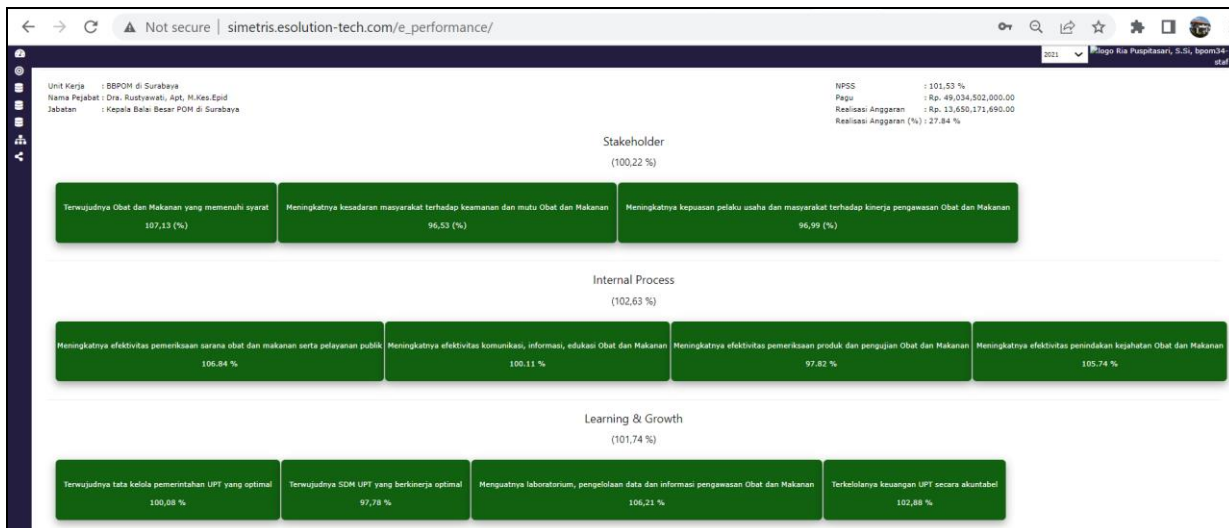 Not secure | simetris.esolution-tech.com/e_performance/
2021 logo Ria Puspitasari, S.Si, bpom34-
staf
Unit Kerja : BBPOM di Surabaya
Nama Pejabat : Dra. Rustyawati, Apt, M.Kes.Epid
Jabatan : Kepala Balai Besar POM di Surabaya
NPSS : 101,53 %
Pagu : Rp. 49,034,502,000.00
Realisasi Anggaran : Rp. 13,650,171,690.00
Realisasi Anggaran (%) : 27.84 %
Stakeholder
(100,22 %)
Terwujudnya Obat dan Makanan yang memenuhi syarat
107,13 (%)
Meningkatnya kesadaran masyarakat terhadap keamanan dan mutu Obat dan Makanan
96,53 (%)
Meningkatnya kepuasan pelaku usaha dan masyarakat terhadap kinerja pengawasan Obat dan Makanan
96,99 (%)
Internal Process
(102,63 %)
Meningkatnya efektivitas pemeriksaan sarana obat dan makanan serta pelayanan publik
106.84 %
Meningkatnya efektivitas komunikasi, informasi, edukasi Obat dan Makanan
100.11 %
Meningkatnya efektivitas pemeriksaan produk dan pengujian Obat dan Makanan
97.82 %
Meningkatnya efektivitas penindakan kejahatan Obat dan Makanan
105.74 %
Learning & Growth
(101,74 %)
Terwujudnya tata kelola pemerintahan UPT yang optimal
100,08 %
Terwujudnya SDM UPT yang berkinerja optimal
97,78 %
Menguatnya laboratorium, pengelolaan data dan informasi pengawasan Obat dan Makanan
106,21 %
Terkelolanya keuangan UPT secara akuntabel
102,88 %